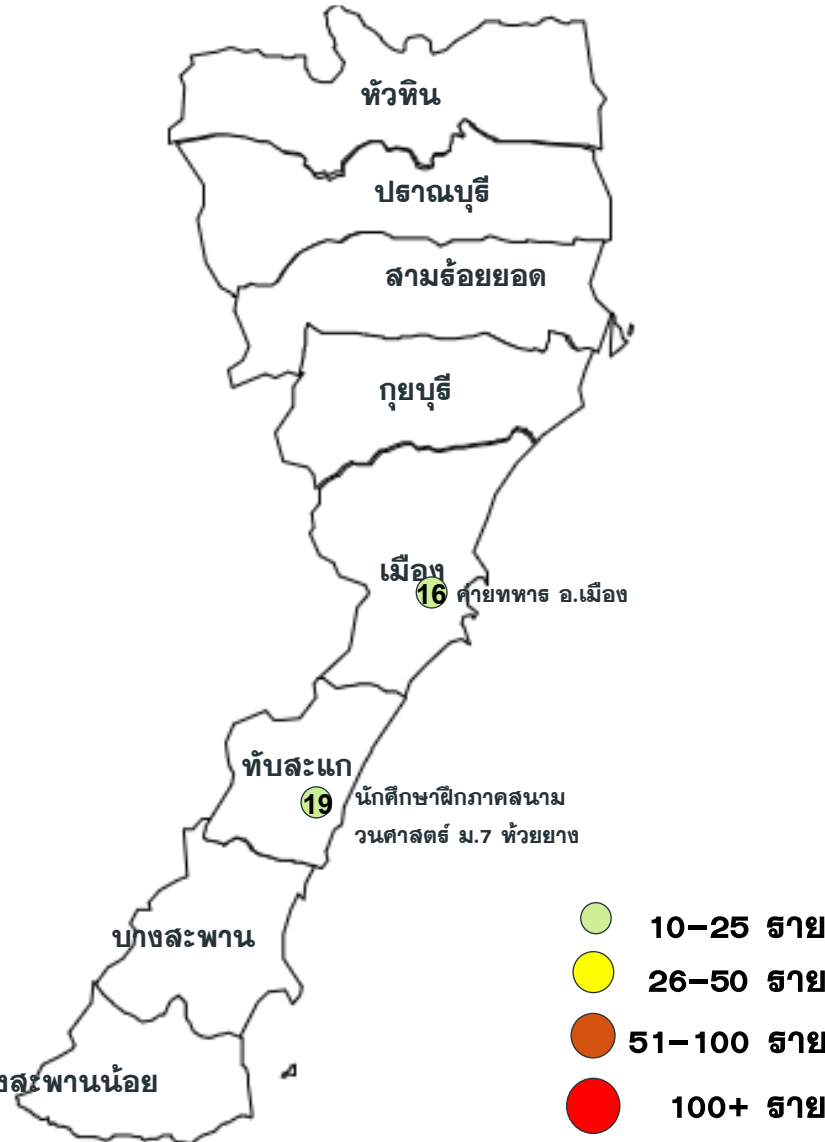 หัวหิน
ปราณบุรี
สามร้อยยอด
กุยบุรี
เมือง
16 ค่ายทหาร อ.เมือง
ทับสะแก
19 นักศึกษาฝึกภาคสนาม
วนศาสตร์ ม.7 ห้วยยาง
บางสะพาน
งสะพานน้อย
10-25 ราย
26-50 ราย
51-100 ราย
100+ ราย